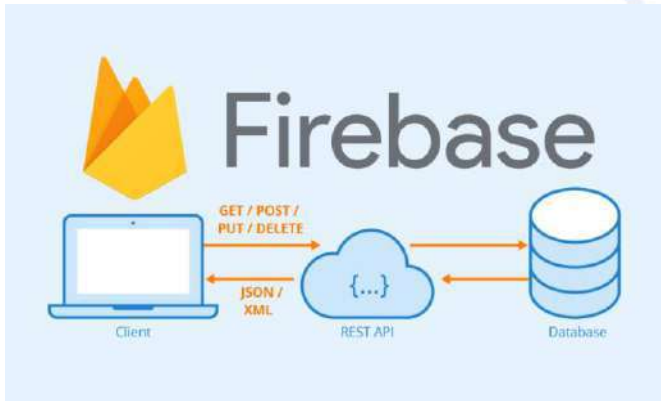 Firebase
GET / POST /
PUT / DELETE
{...}
JSON /
XML
Client
REST API
Database